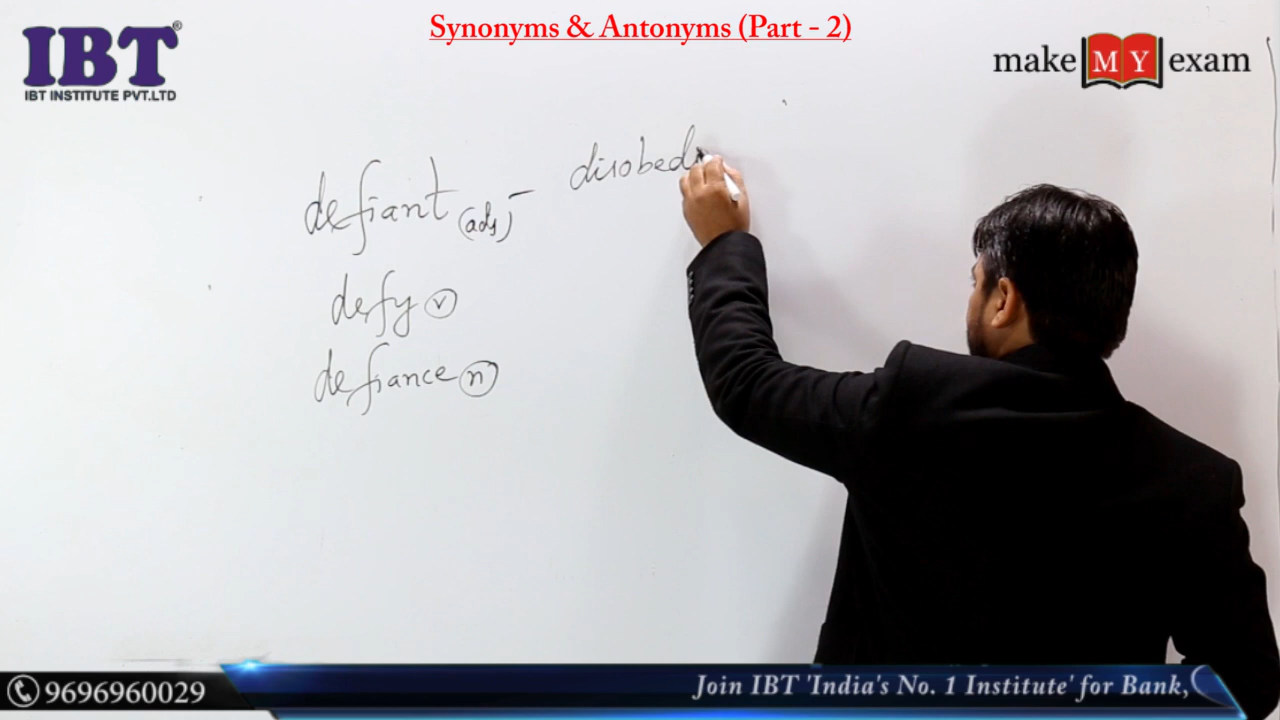 Synonyms & Antonyms (Part - 2)
IBT®
IBT INSTITUTE PVT.LTD
make MY exam
defiant (adj) -
defy (v)
defiance (n)
9696960029
Join IBT 'India's No. 1 Institute' for Bank,